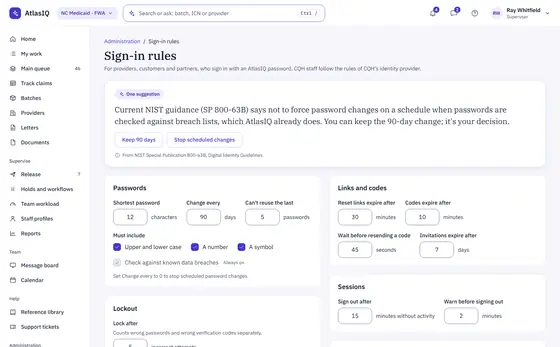 AtlasIQ
NC Medicaid - FWA
Search or ask: batch, ICN or provider
Ctrl /
4
2
RW
Ray Whitfield
Supervisor
Home
My work
Main queue 46
Track claims
Batches
Providers
Letters
Documents
Supervise
Release 7
Holds and workflows
Team workload
Staff profiles
Reports
Team
Message board
Calendar
Help
Reference library
Support tickets
Administration
Administration / Sign-in rules
Sign-in rules
For providers, customers and partners, who sign in with an AtlasIQ password. CQH staff follow the rules of CQH's identity provider.
One suggestion
Current NIST guidance (SP 800-63B) says not to force password changes on a schedule when passwords are
checked against breach lists, which AtlasIQ already does. You can keep the 90-day change; it's your decision.
Keep 90 days
Stop scheduled changes
From NIST Special Publication 800-63B, Digital Identity Guidelines
Passwords
Shortest password
12 characters
Change every
90 days
Can't reuse the last
5 passwords
Must include
Upper and lower case
A number
A symbol
Check against known data breaches Always on
Set Change every to 0 to stop scheduled password changes.
Lockout
Lock after
Counts wrong passwords and wrong verification codes separately.
Links and codes
Reset links expire after
30 minutes
Codes expire after
10 minutes
Wait before resending a code
45 seconds
Invitations expire after
7 days
Sessions
Sign out after
15 minutes without activity
Warn before signing out
2 minutes